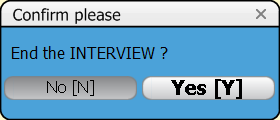 Confirm please
End the INTERVIEW ?
No [N] Yes [Y]